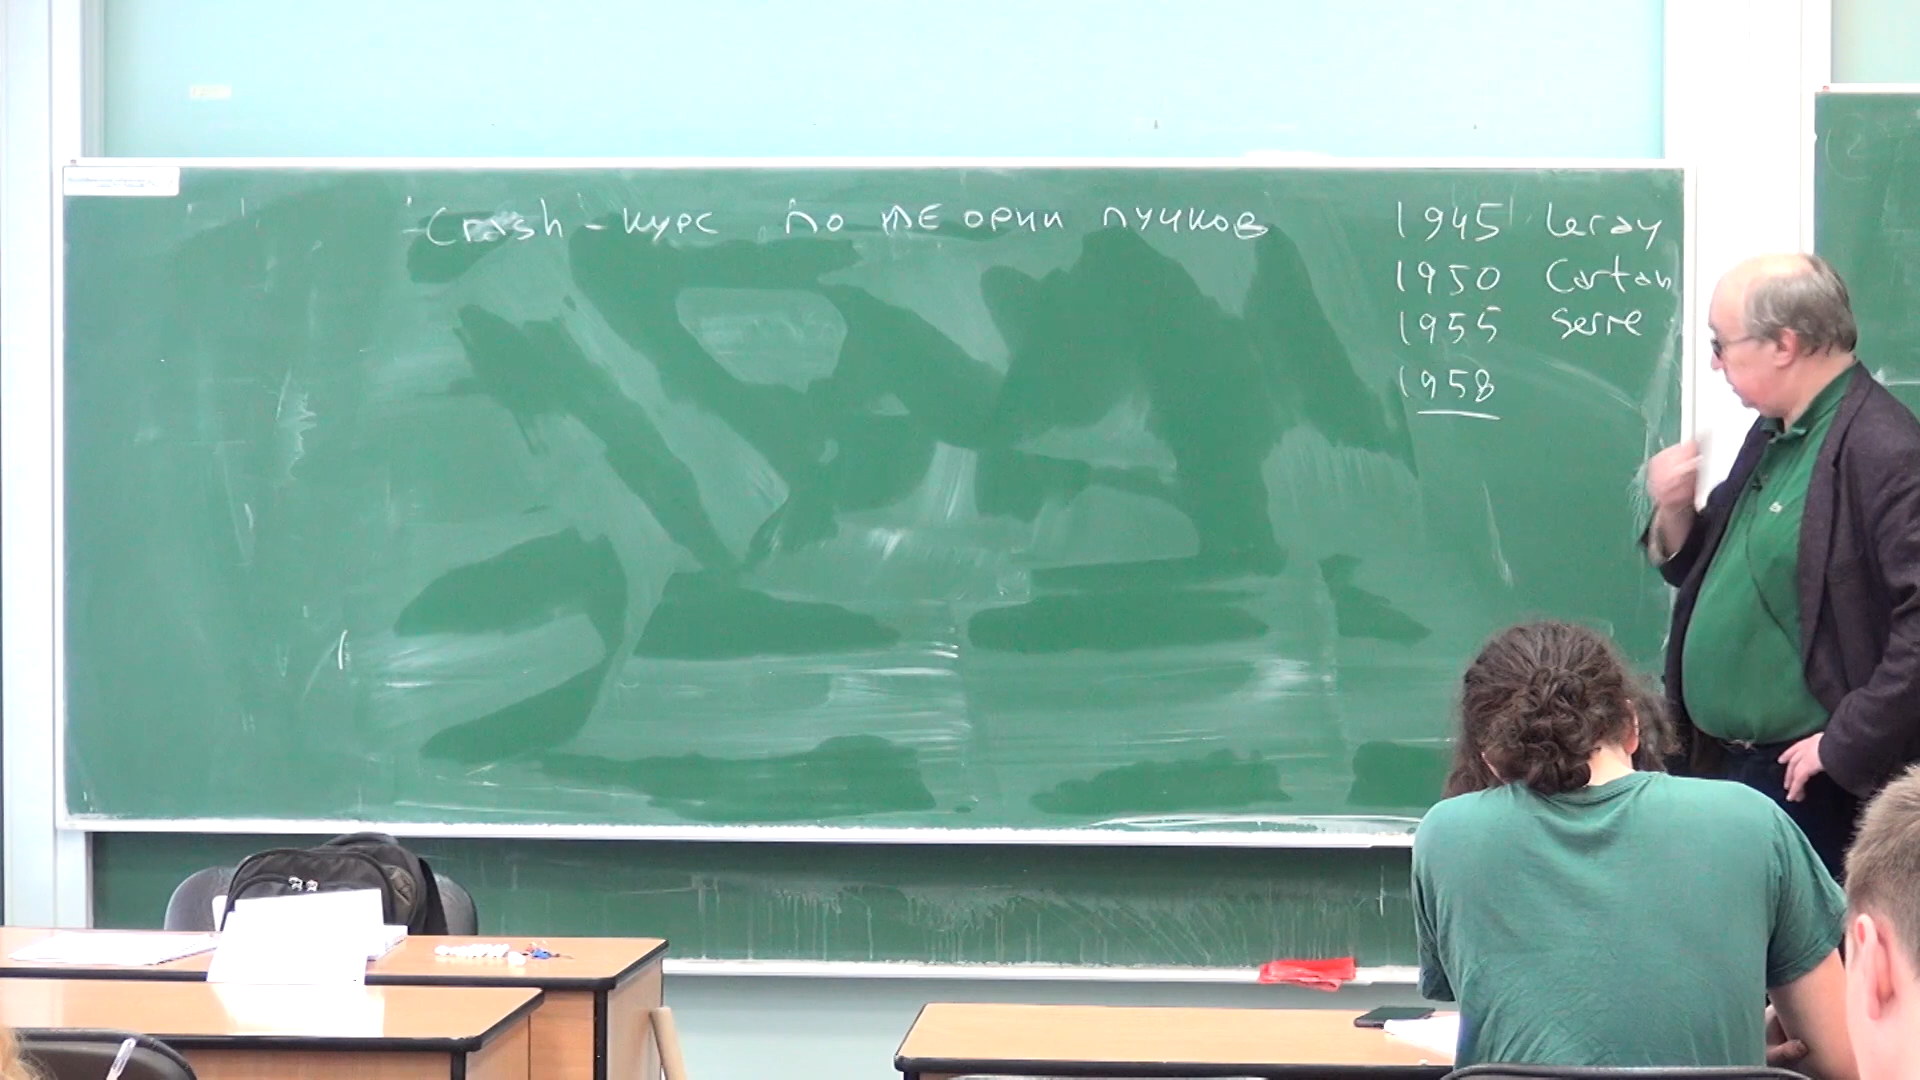 Crash-курс по теории пучков
1945 Leray
1950 Cartan
1955 Serre
1958